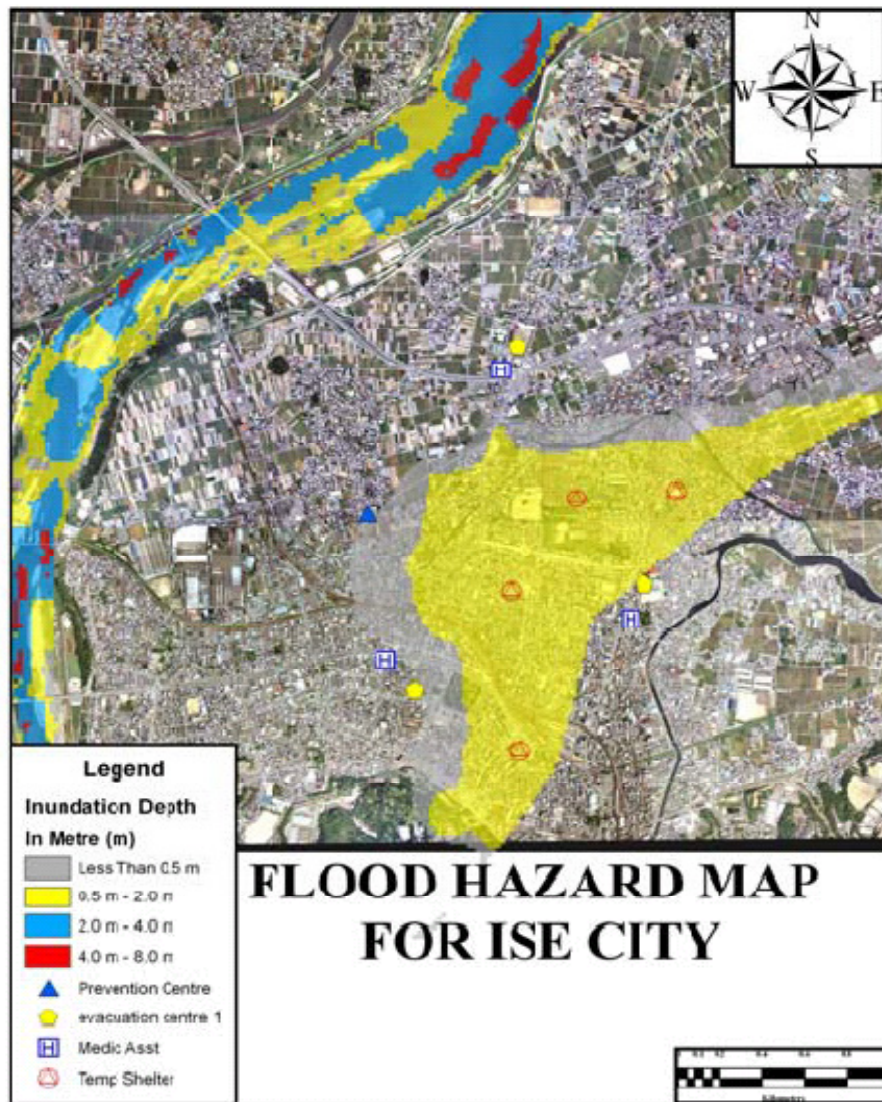 N
W E
S
Legend
Inundation Depth
In Metre (m)
Less Than 0.5 m
0.5 m - 2.0 m
2.0 m - 4.0 m
4.0 m - 8.0 m
Prevention Centre
evacuation centre 1
Medic Asst
Temp Shelter
FLOOD HAZARD MAP
FOR ISE CITY
H
H
H
Kilometers